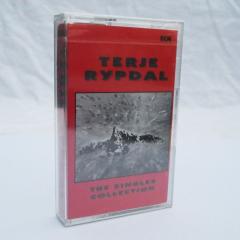 ECM
TERJE
RYPDAL
THE SINGLES
COLLECTION